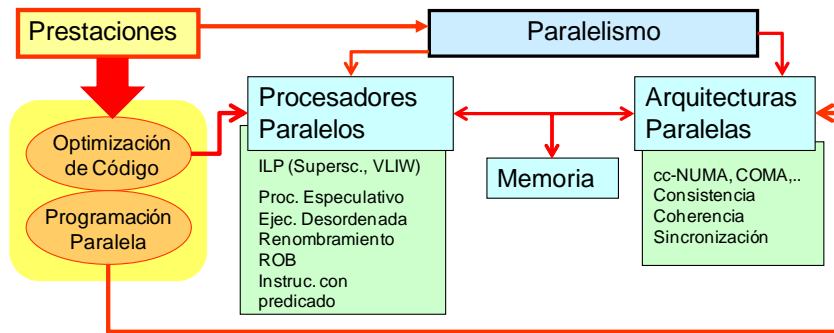 Prestaciones
Paralelismo
Procesadores
Paralelos
Arquitecturas
Paralelas
Optimización
de Código
Programación
Paralela
ILP (Supersc., VLIW)
Proc. Especulativo
Ejec. Desordenada
Renombramiento
ROB
Instruc. con
predicado
Memoria
cc-NUMA, COMA,..
Consistencia
Coherencia
Sincronización